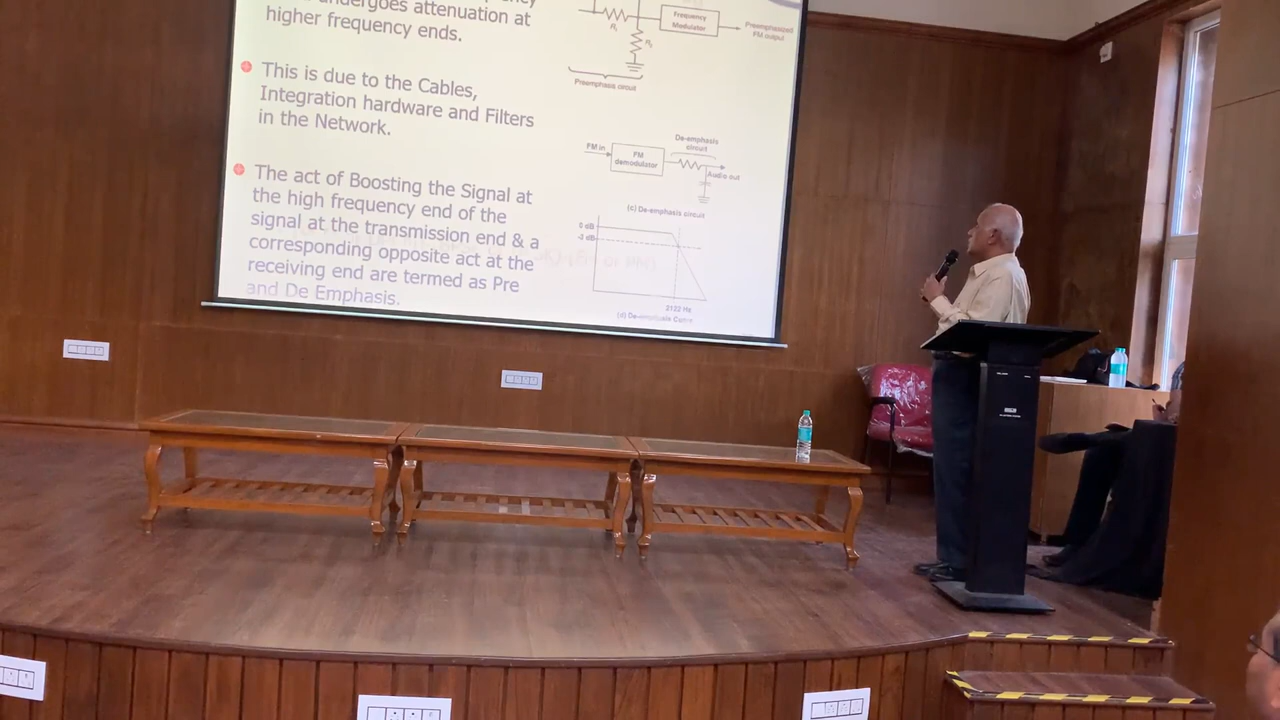 undergoes attenuation at
higher frequency ends.
This is due to the Cables,
Integration hardware and Filters
in the Network.
The act of Boosting the Signal at
the high frequency end of the
signal at the transmission end & a
corresponding opposite act at the
receiving end are termed as Pre
and De Emphasis.
R₁
Frequency
Modulator
Preemphasized
FM output
Preemphasis circuit
FM in
FM
demodulator
De-emphasis
circuit
Audio out
(c) De-emphasis circuit
0 dB
-3 dB
2122 Hz
(d) De-emphasis Curve